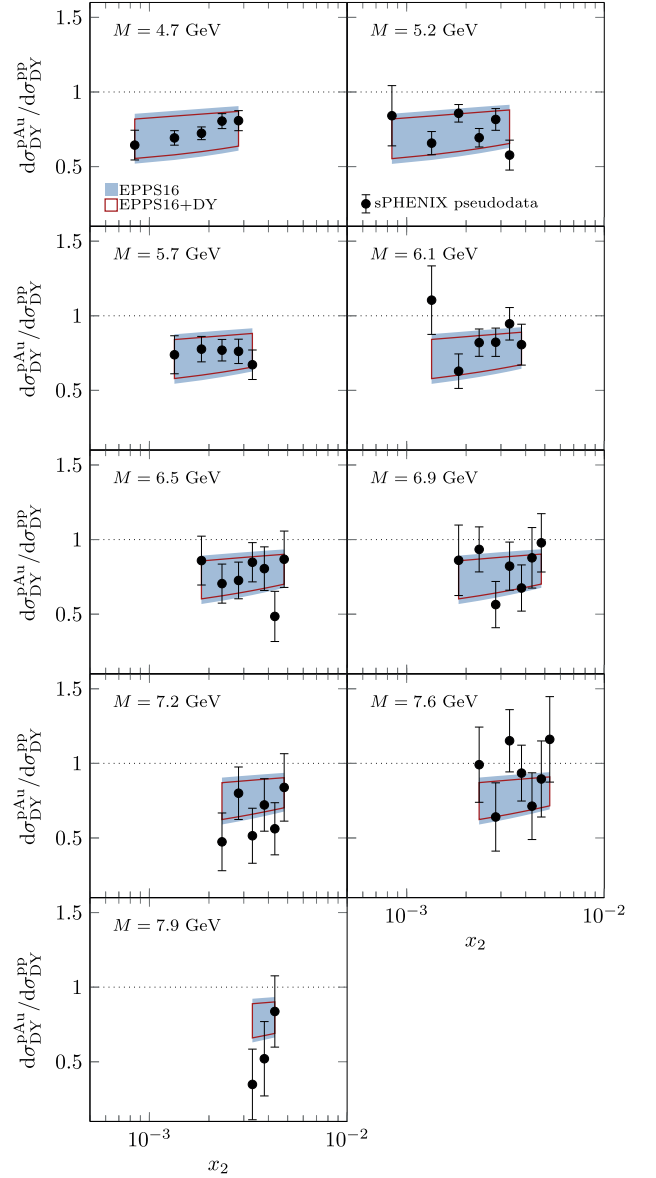 M = 4.7 GeV
M = 5.2 GeV
1.5
1
0.5
dσ^pAu_DY/dσ^pp_DY
EPPS16
EPPS16+DY
sPHENIX pseudodata
M = 5.7 GeV
M = 6.1 GeV
1.5
1
0.5
dσ^pAu_DY/dσ^pp_DY
M = 6.5 GeV
M = 6.9 GeV
1.5
1
0.5
dσ^pAu_DY/dσ^pp_DY
M = 7.2 GeV
M = 7.6 GeV
1.5
1
0.5
dσ^pAu_DY/dσ^pp_DY
10^−3
10^−2
x_2
M = 7.9 GeV
1.5
1
0.5
dσ^pAu_DY/dσ^pp_DY
10^−3
10^−2
x_2